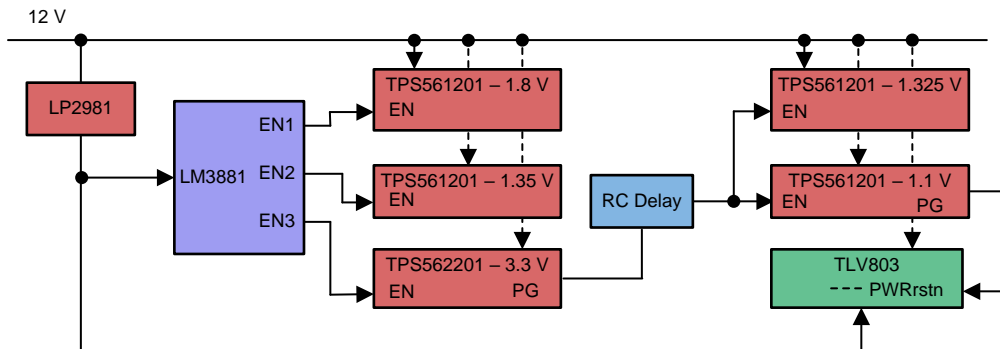 12 V
LP2981
LM3881
EN1
EN2
EN3
TPS561201 – 1.8 V
EN
TPS561201 – 1.35 V
EN
TPS562201 – 3.3 V
EN PG
RC Delay
TPS561201 – 1.325 V
EN
TPS561201 – 1.1 V
EN PG
TLV803
PWRrstn